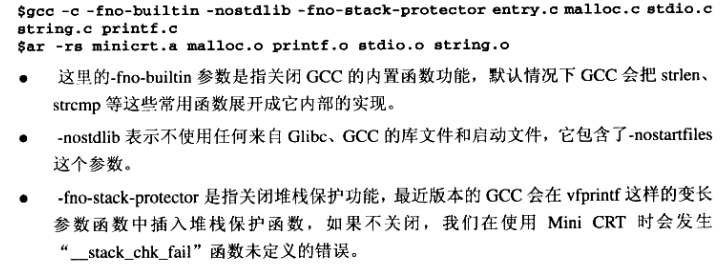 $gcc -c -fno-builtin -nostdlib -fno-stack-protector entry.c malloc.c stdio.c
string.c printf.c
$ar -rs minicrt.a malloc.o printf.o stdio.o string.o
● 这里的-fno-builtin 参数是指关闭 GCC 的内置函数功能，默认情况下 GCC 会把 strlen、
strcmp 等这些常用函数展开成它内部的实现。
● -nostdlib 表示不使用任何来自 Glibc、GCC 的库文件和启动文件，它包含了-nostartfiles
这个参数。
● -fno-stack-protector 是指关闭堆栈保护功能，最近版本的 GCC 会在 vfprintf 这样的变长
参数函数中插入堆栈保护函数，如果不关闭，我们在使用 Mini CRT 时会发生
“__stack_chk_fail”函数未定义的错误。